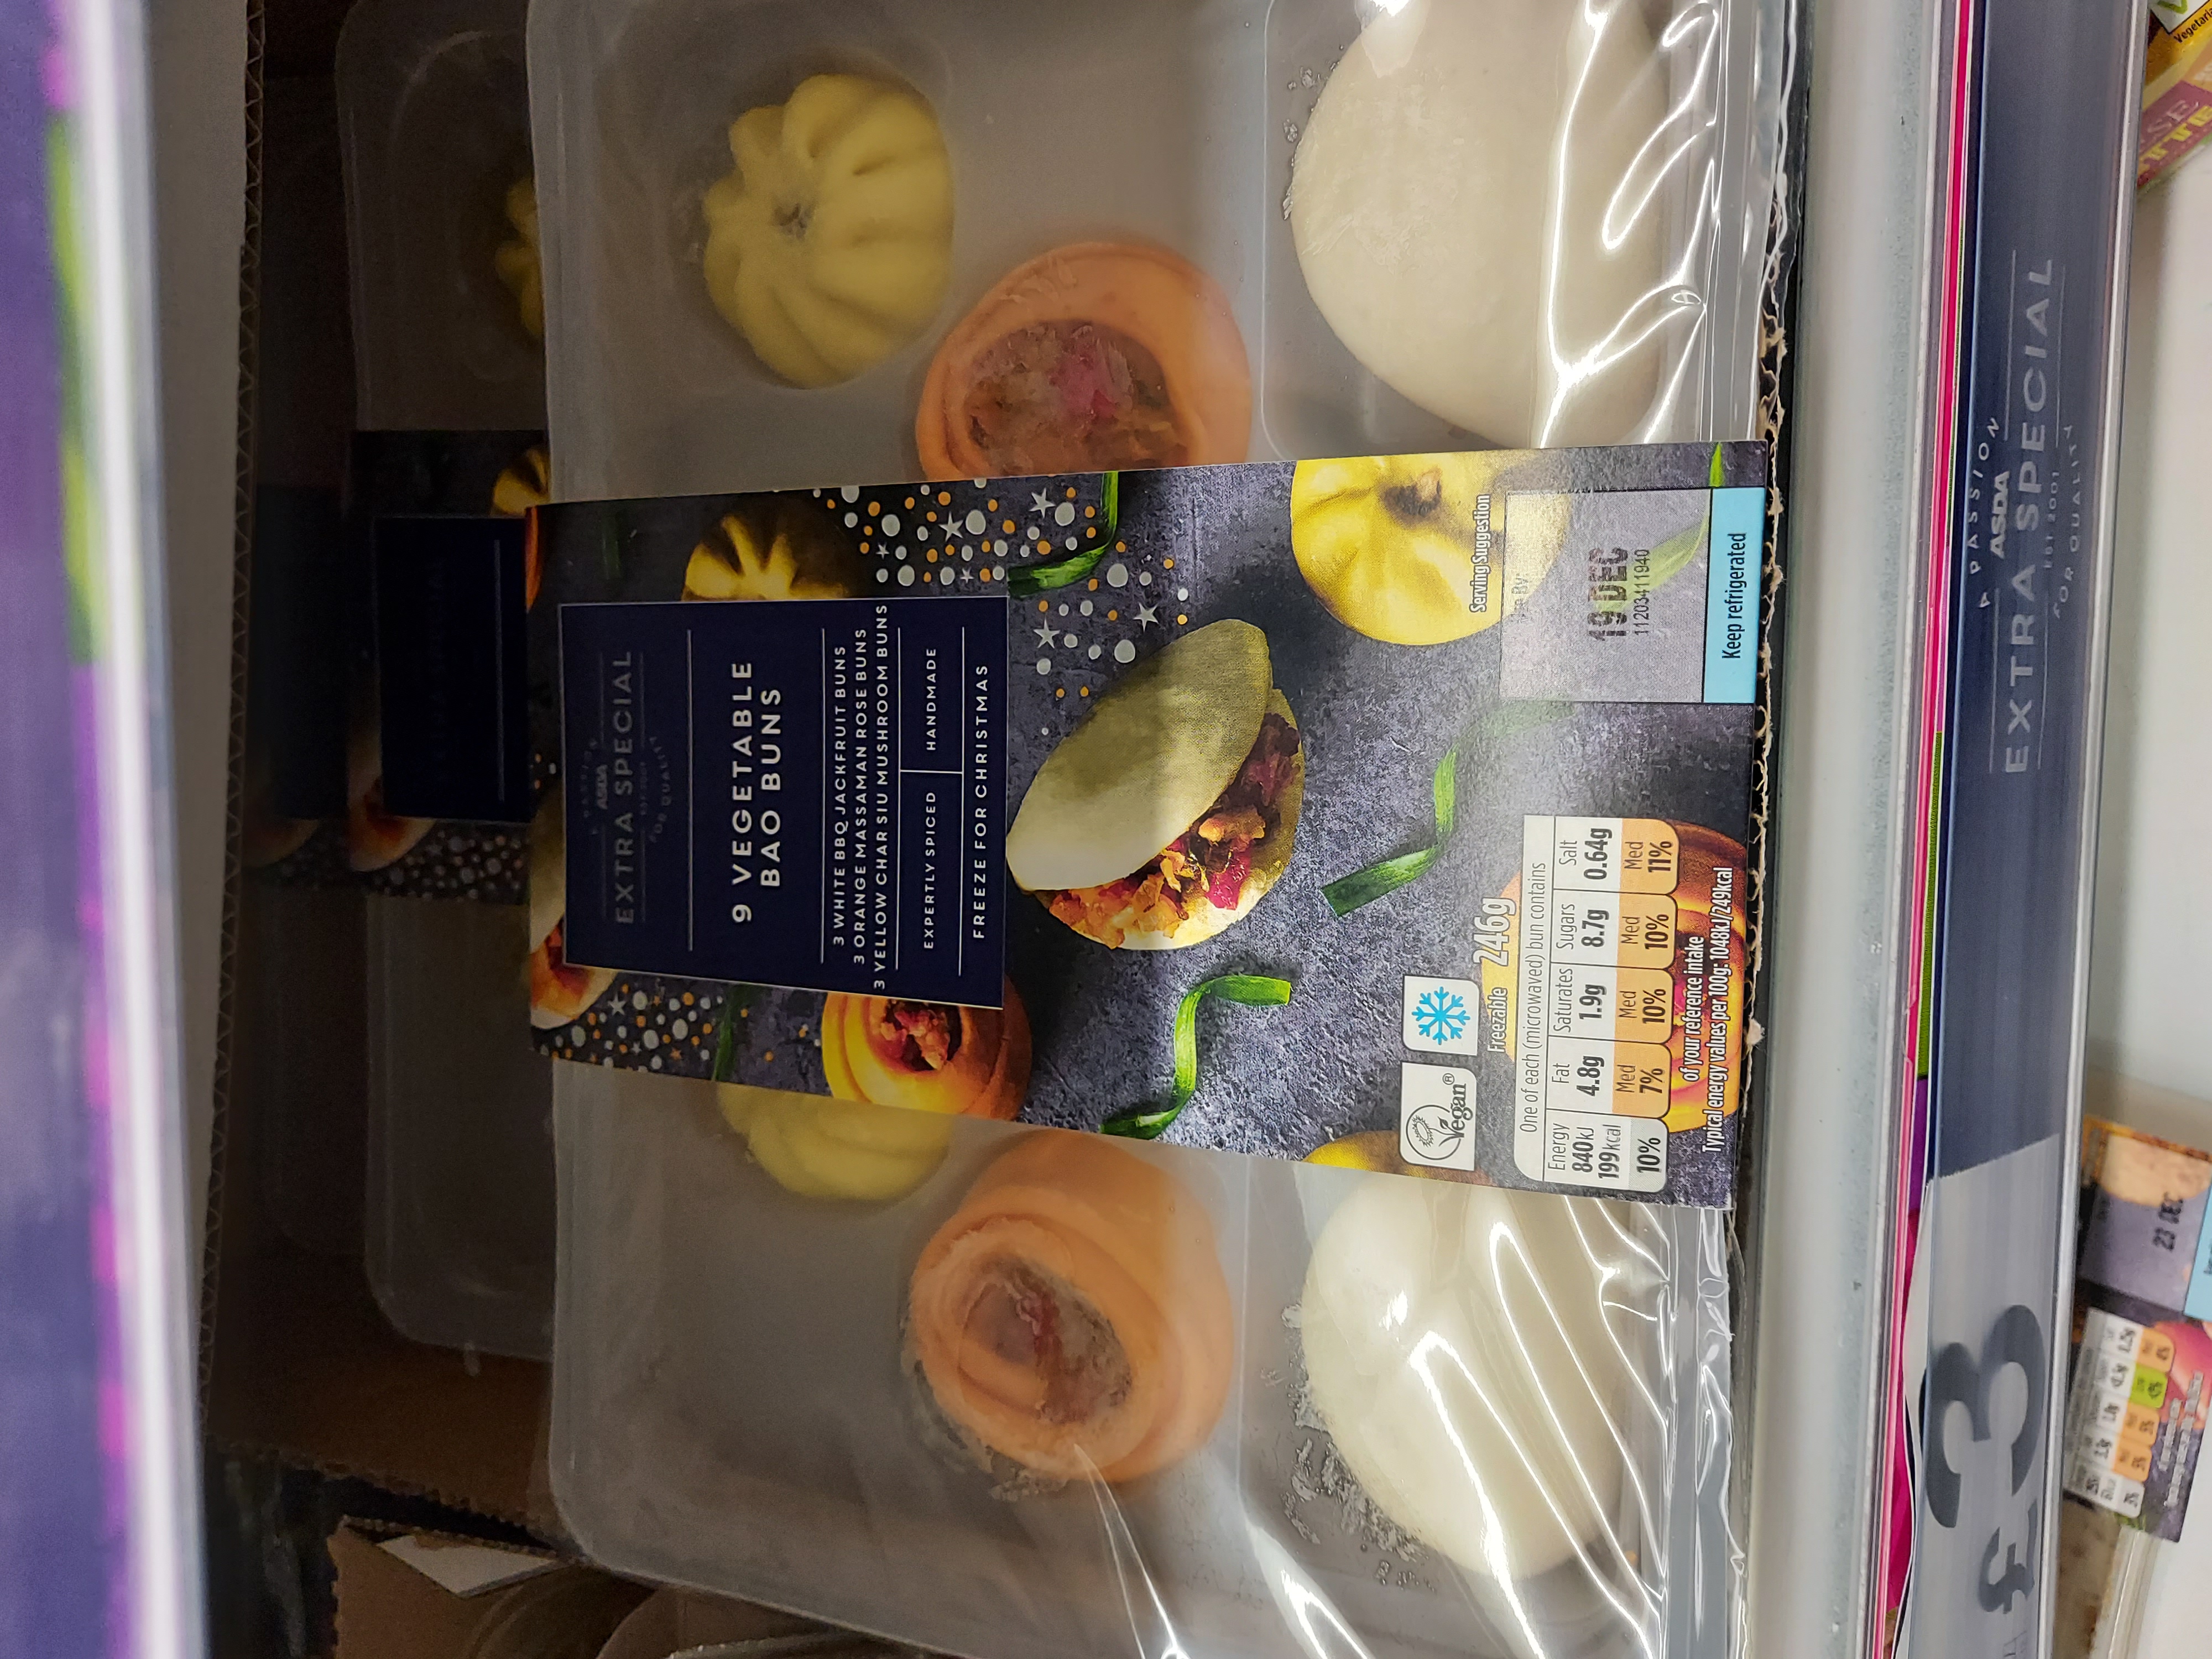 A PASSION
ASDA
EXTRA SPECIAL
EST 2001
FOR QUALITY
9 VEGETABLE
BAO BUNS
3 WHITE BBQ JACKFRUIT BUNS
3 ORANGE MASSAMAN ROSE BUNS
3 YELLOW CHAR SIU MUSHROOM BUNS
EXPERTLY SPICED
HANDMADE
FREEZE FOR CHRISTMAS
Vegan®
Freezable
246g
Serving Suggestion
One of each (microwaved) bun contains
Energy Fat Saturates Sugars Salt
840kJ 4.8g 1.9g 8.7g 0.64g
199kcal
Med Med Med Med
10% 7% 10% 10% 11%
of your reference intake
Typical energy values per 100g: 1048kJ/249kcal
Use By:
19 DEC
11203411940
Keep refrigerated
£3
A PASSION
ASDA
EXTRA SPECIAL
EST 2001
FOR QUALITY
23 DEC